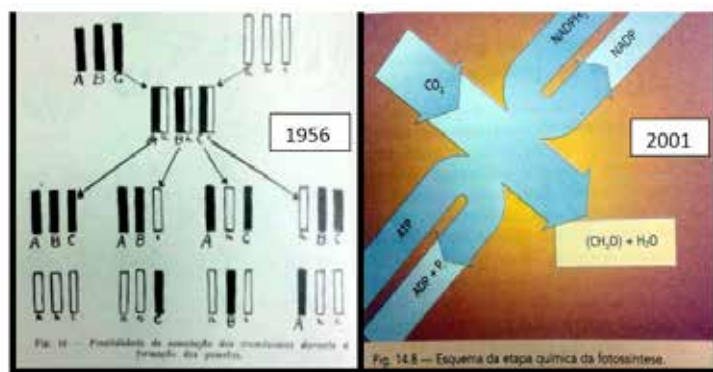 A B C
1956
A B C
A B
A C
B C
C
B
A
Fig. 14 — Possibilidade de associação dos cromossomos durante a
formação dos gametas.
CO₂
NADPH₂
NADP
2001
ATP
ADP + P
(CH₂O) + H₂O
Fig. 14.8 — Esquema da etapa química da fotossíntese.